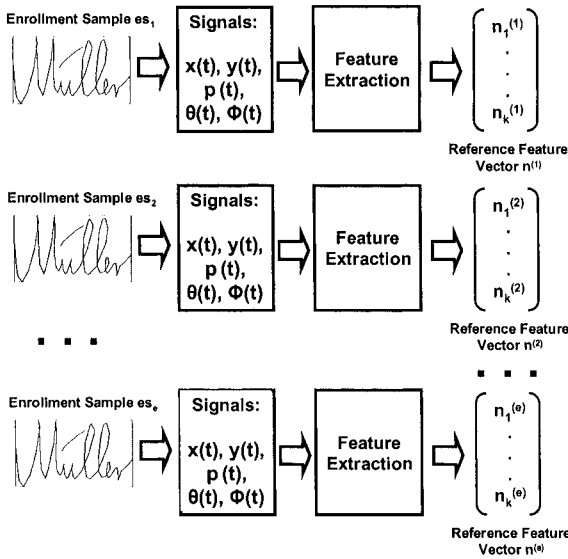 Enrollment Sample es₁
Müller
Signals:
x(t), y(t),
p (t),
θ(t), Φ(t)
Feature
Extraction
n₁⁽¹⁾
.
.
.
nₖ⁽¹⁾
Reference Feature
Vector n⁽¹⁾
Enrollment Sample es₂
Müller
Signals:
x(t), y(t),
p (t),
θ(t), Φ(t)
Feature
Extraction
n₁⁽²⁾
.
.
.
nₖ⁽²⁾
Reference Feature
Vector n⁽²⁾
. . .
. . .
Enrollment Sample esₑ
Müller
Signals:
x(t), y(t),
p (t),
θ(t), Φ(t)
Feature
Extraction
n₁⁽ᵉ⁾
.
.
.
nₖ⁽ᵉ⁾
Reference Feature
Vector n⁽ᵉ⁾